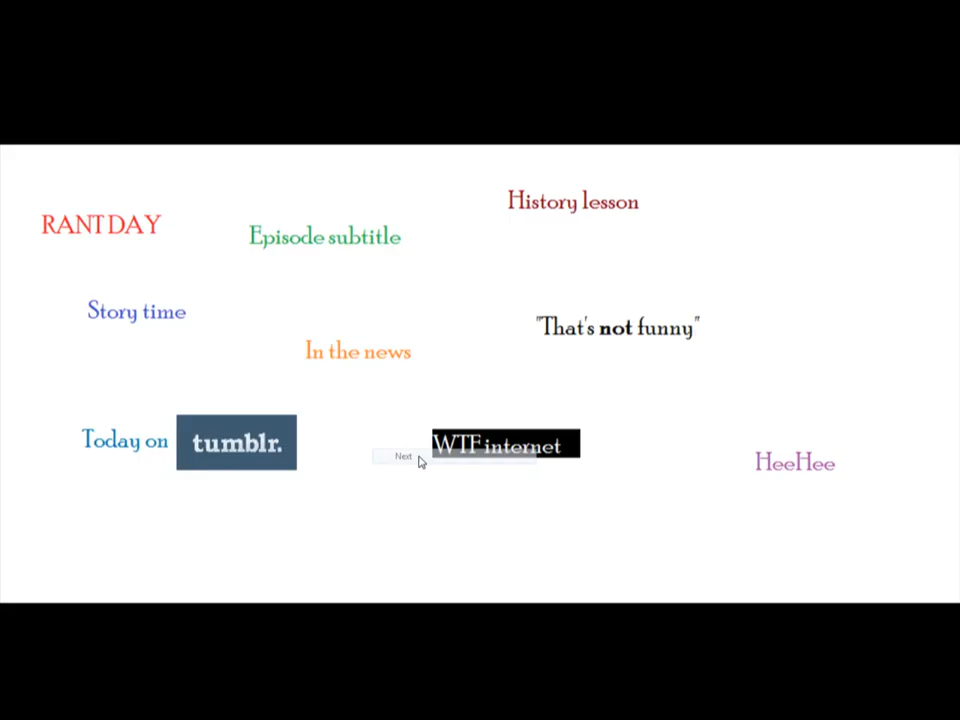 History lesson
RANT DAY
Episode subtitle
Story time
"That's not funny"
In the news
Today on tumblr.
WTF internet
Next
HeeHee